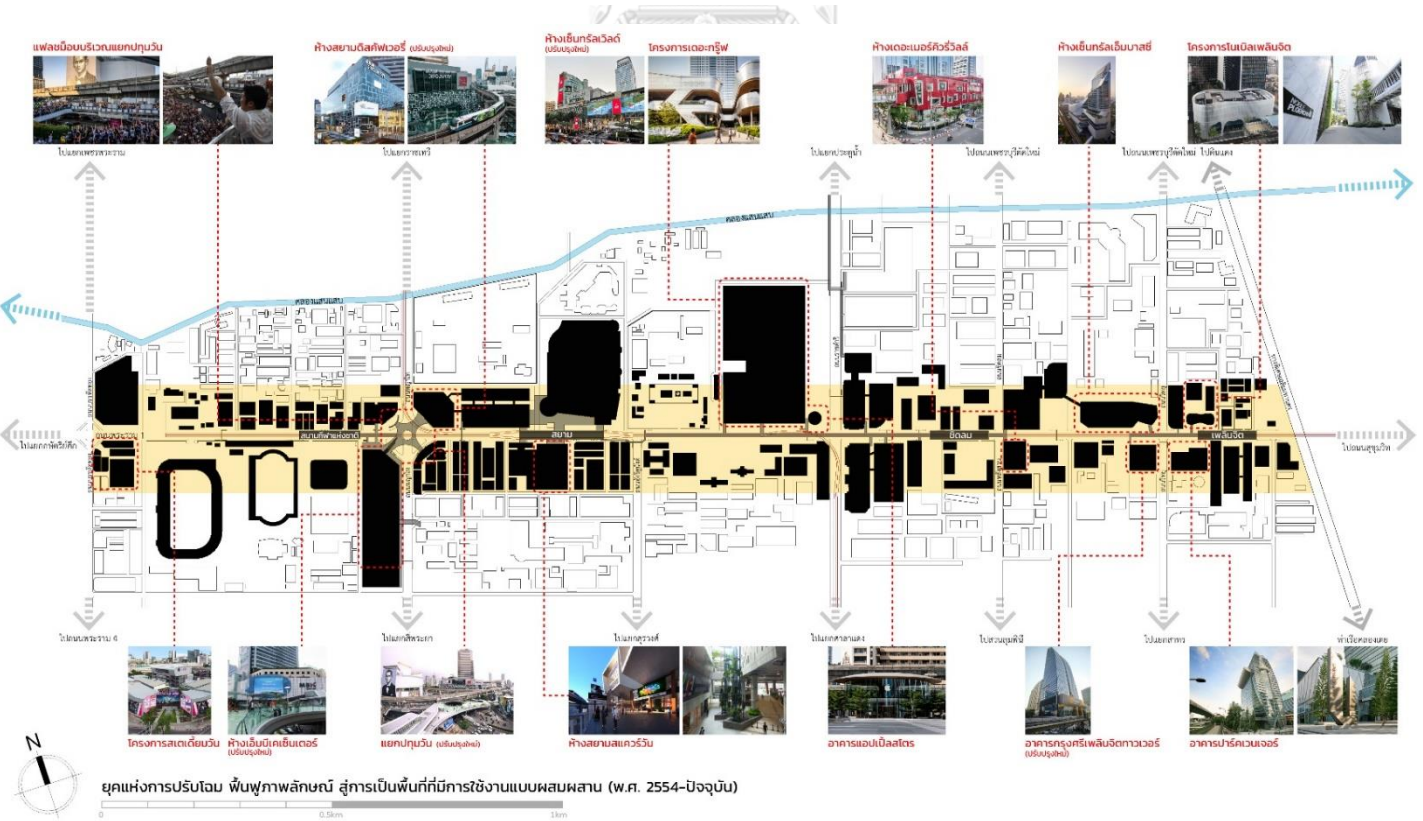 แฟลชม็อบบริเวณแยกปทุมวัน
ห้างสยามดิสคัฟเวอรี่ (ปรับปรุงใหม่)
ห้างเซ็นทรัลเวิลด์
(ปรับปรุงใหม่)
โครงการเดอะกรู๊ฟ
ห้างเดอะเมอร์คิวรี่วิลล์
ห้างเซ็นทรัลเอ็มบาสซี่
โครงการโนเบิลเพลินจิต
ไปแยกเพชรพระราม
ไปแยกราชเทวี
ไปแยกประตูน้ำ
ไปถนนเพชรบุรีตัดใหม่
ไปถนนเพชรบุรีตัดใหม่
ไปดินแดง
คลองแสนแสบ
คลองแสนแสบ
ไปแยกกษัตริย์ศึก
สนามกีฬาแห่งชาติ
สยาม
ชิดลม
เพลินจิต
ไปถนนสุขุมวิท
ไปถนนพระราม 6
ไปแยกสี่พระยา
ไปแยกสุรวงศ์
ไปแยกศาลาแดง
ไปสวนลุมพินี
ไปแยกสาทร
ท่าเรือคลองเตย
โครงการสเตเดี้ยมวัน
ห้างเอ็มบีเคเซ็นเตอร์
(ปรับปรุงใหม่)
แยกปทุมวัน (ปรับปรุงใหม่)
ห้างสยามสแควร์วัน
อาคารแอปเปิ้ลสโตร
อาคารกรุงศรีเพลินจิตทาวเวอร์
(ปรับปรุงใหม่)
อาคารปาร์คเวนเจอร์
N
ยุคแห่งการปรับโฉม ฟื้นฟูภาพลักษณ์ สู่การเป็นพื้นที่ที่มีการใช้งานแบบผสมผสาน (พ.ศ. 2554-ปัจจุบัน)
0
0.5km
1km